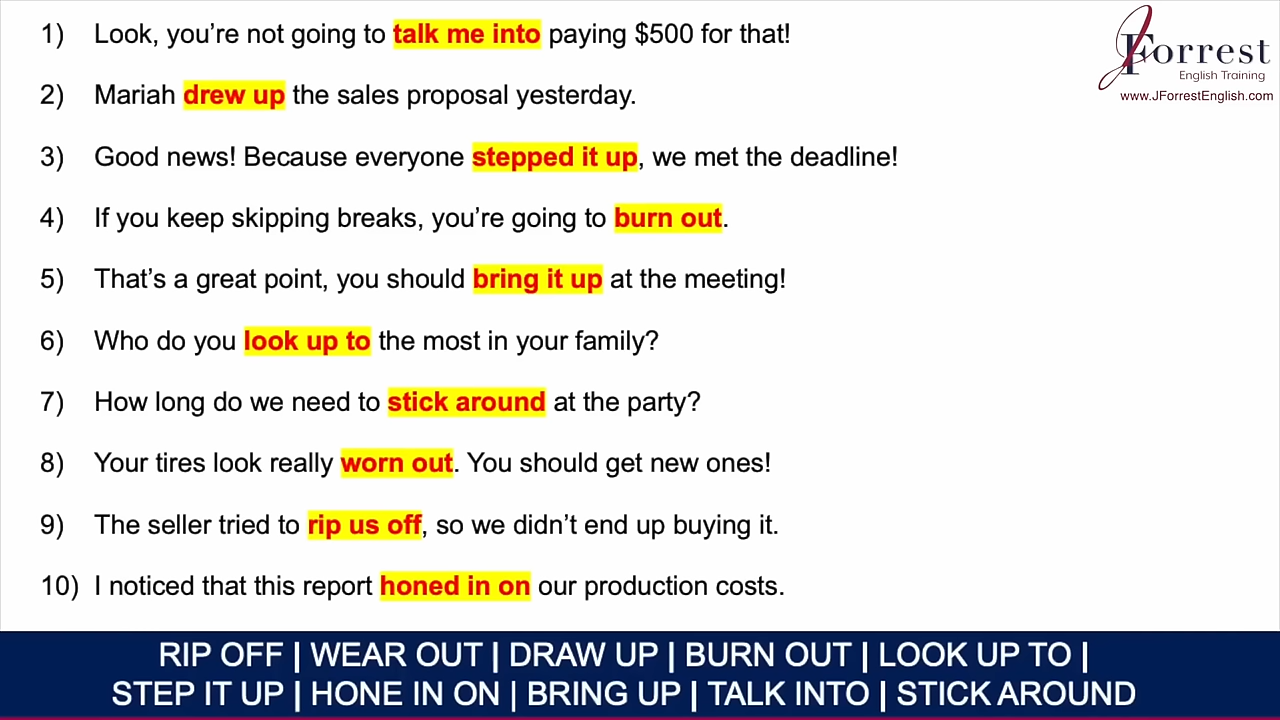 1) Look, you’re not going to talk me into paying $500 for that!
2) Mariah drew up the sales proposal yesterday.
3) Good news! Because everyone stepped it up, we met the deadline!
4) If you keep skipping breaks, you’re going to burn out.
5) That’s a great point, you should bring it up at the meeting!
6) Who do you look up to the most in your family?
7) How long do we need to stick around at the party?
8) Your tires look really worn out. You should get new ones!
9) The seller tried to rip us off, so we didn’t end up buying it.
10) I noticed that this report honed in on our production costs.
JForrest
English Training
www.JForrestEnglish.com
RIP OFF | WEAR OUT | DRAW UP | BURN OUT | LOOK UP TO |
STEP IT UP | HONE IN ON | BRING UP | TALK INTO | STICK AROUND